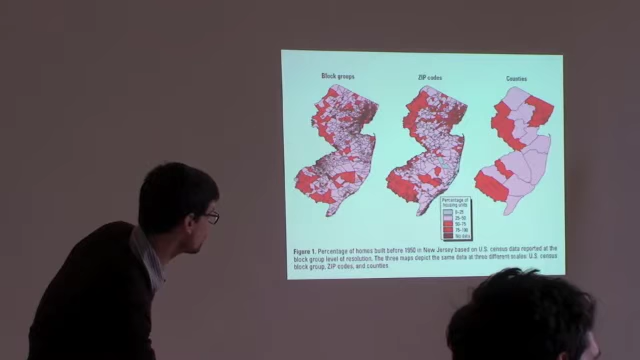 Block groups
ZIP codes
Counties
Percentage of
housing units
0-25
25-50
50-75
75-100
No data
Figure 1. Percentage of homes built before 1950 in New Jersey based on U.S. census data reported at the
block group level of resolution. The three maps depict the same data at three different scales: U.S. census
block group, ZIP codes, and counties.